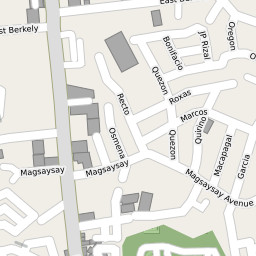 East Ba
st Berkely
Bonifacio
JP Rizal
Oregon
Quezon
Roxas
Recto
Marcos
Osmena
Quezon
Quirino
Macapagal
Garcia
Magsaysay
Magsaysay
Magsaysay Avenue